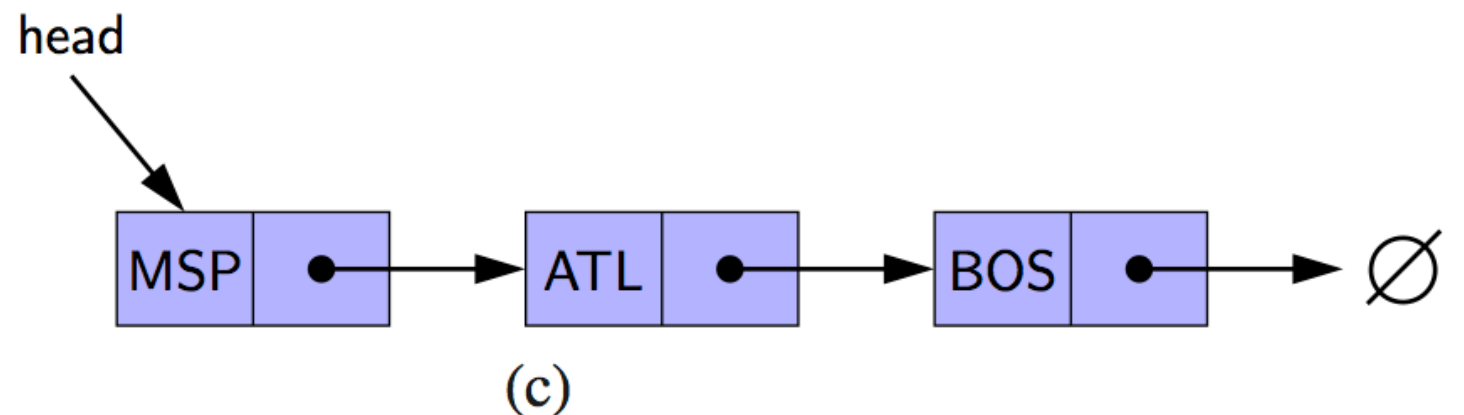 head
MSP ATL BOS ∅
(c)